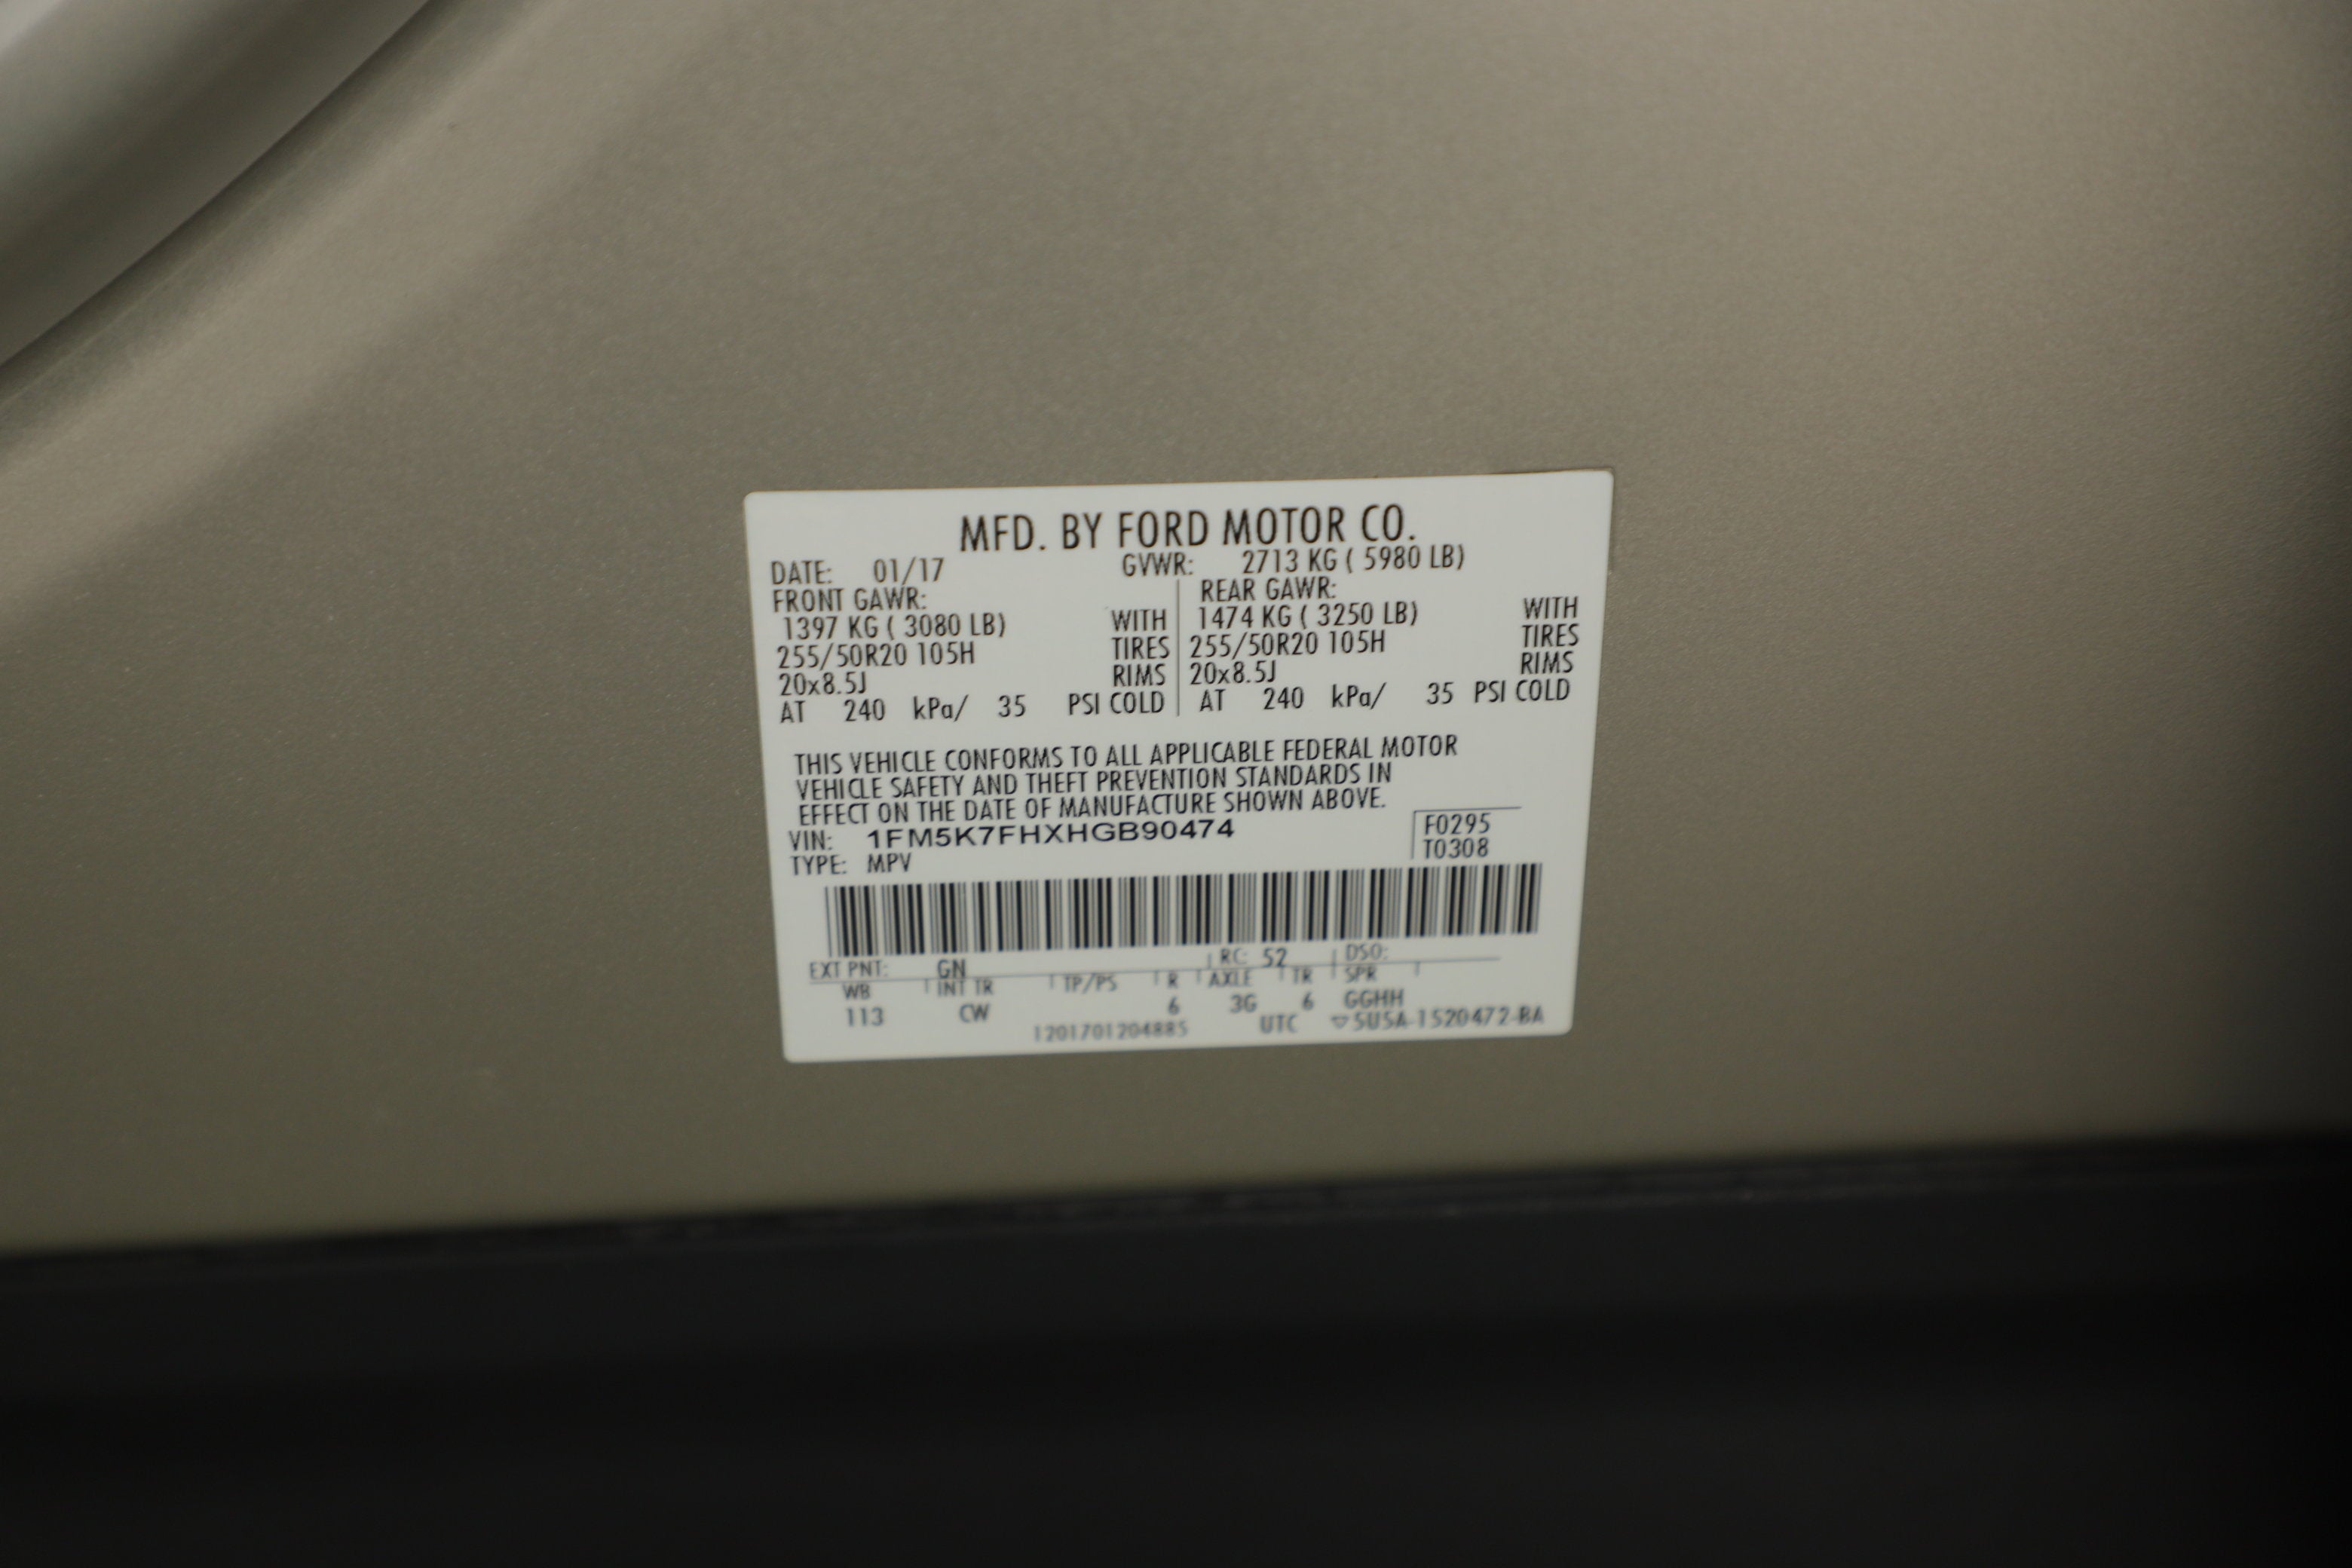 MFD. BY FORD MOTOR CO.
DATE: 01/17 GVWR: 2713 KG ( 5980 LB)
FRONT GAWR: REAR GAWR:
1397 KG ( 3080 LB) WITH 1474 KG ( 3250 LB) WITH
255/50R20 105H TIRES 255/50R20 105H TIRES
20x8.5J RIMS 20x8.5J RIMS
AT 240 kPa/ 35 PSI COLD AT 240 kPa/ 35 PSI COLD
THIS VEHICLE CONFORMS TO ALL APPLICABLE FEDERAL MOTOR
VEHICLE SAFETY AND THEFT PREVENTION STANDARDS IN
EFFECT ON THE DATE OF MANUFACTURE SHOWN ABOVE.
VIN: 1FM5K7FHXHGB90474 F0295
TYPE: MPV T0308
EXT PNT: GN RC: 52 DSO:
WB INT TR TP/PS R AXLE TR SPR
113 CW 6 3G 6 GGHH
1201701204885 UTC ▽5U5A-1520472-BA